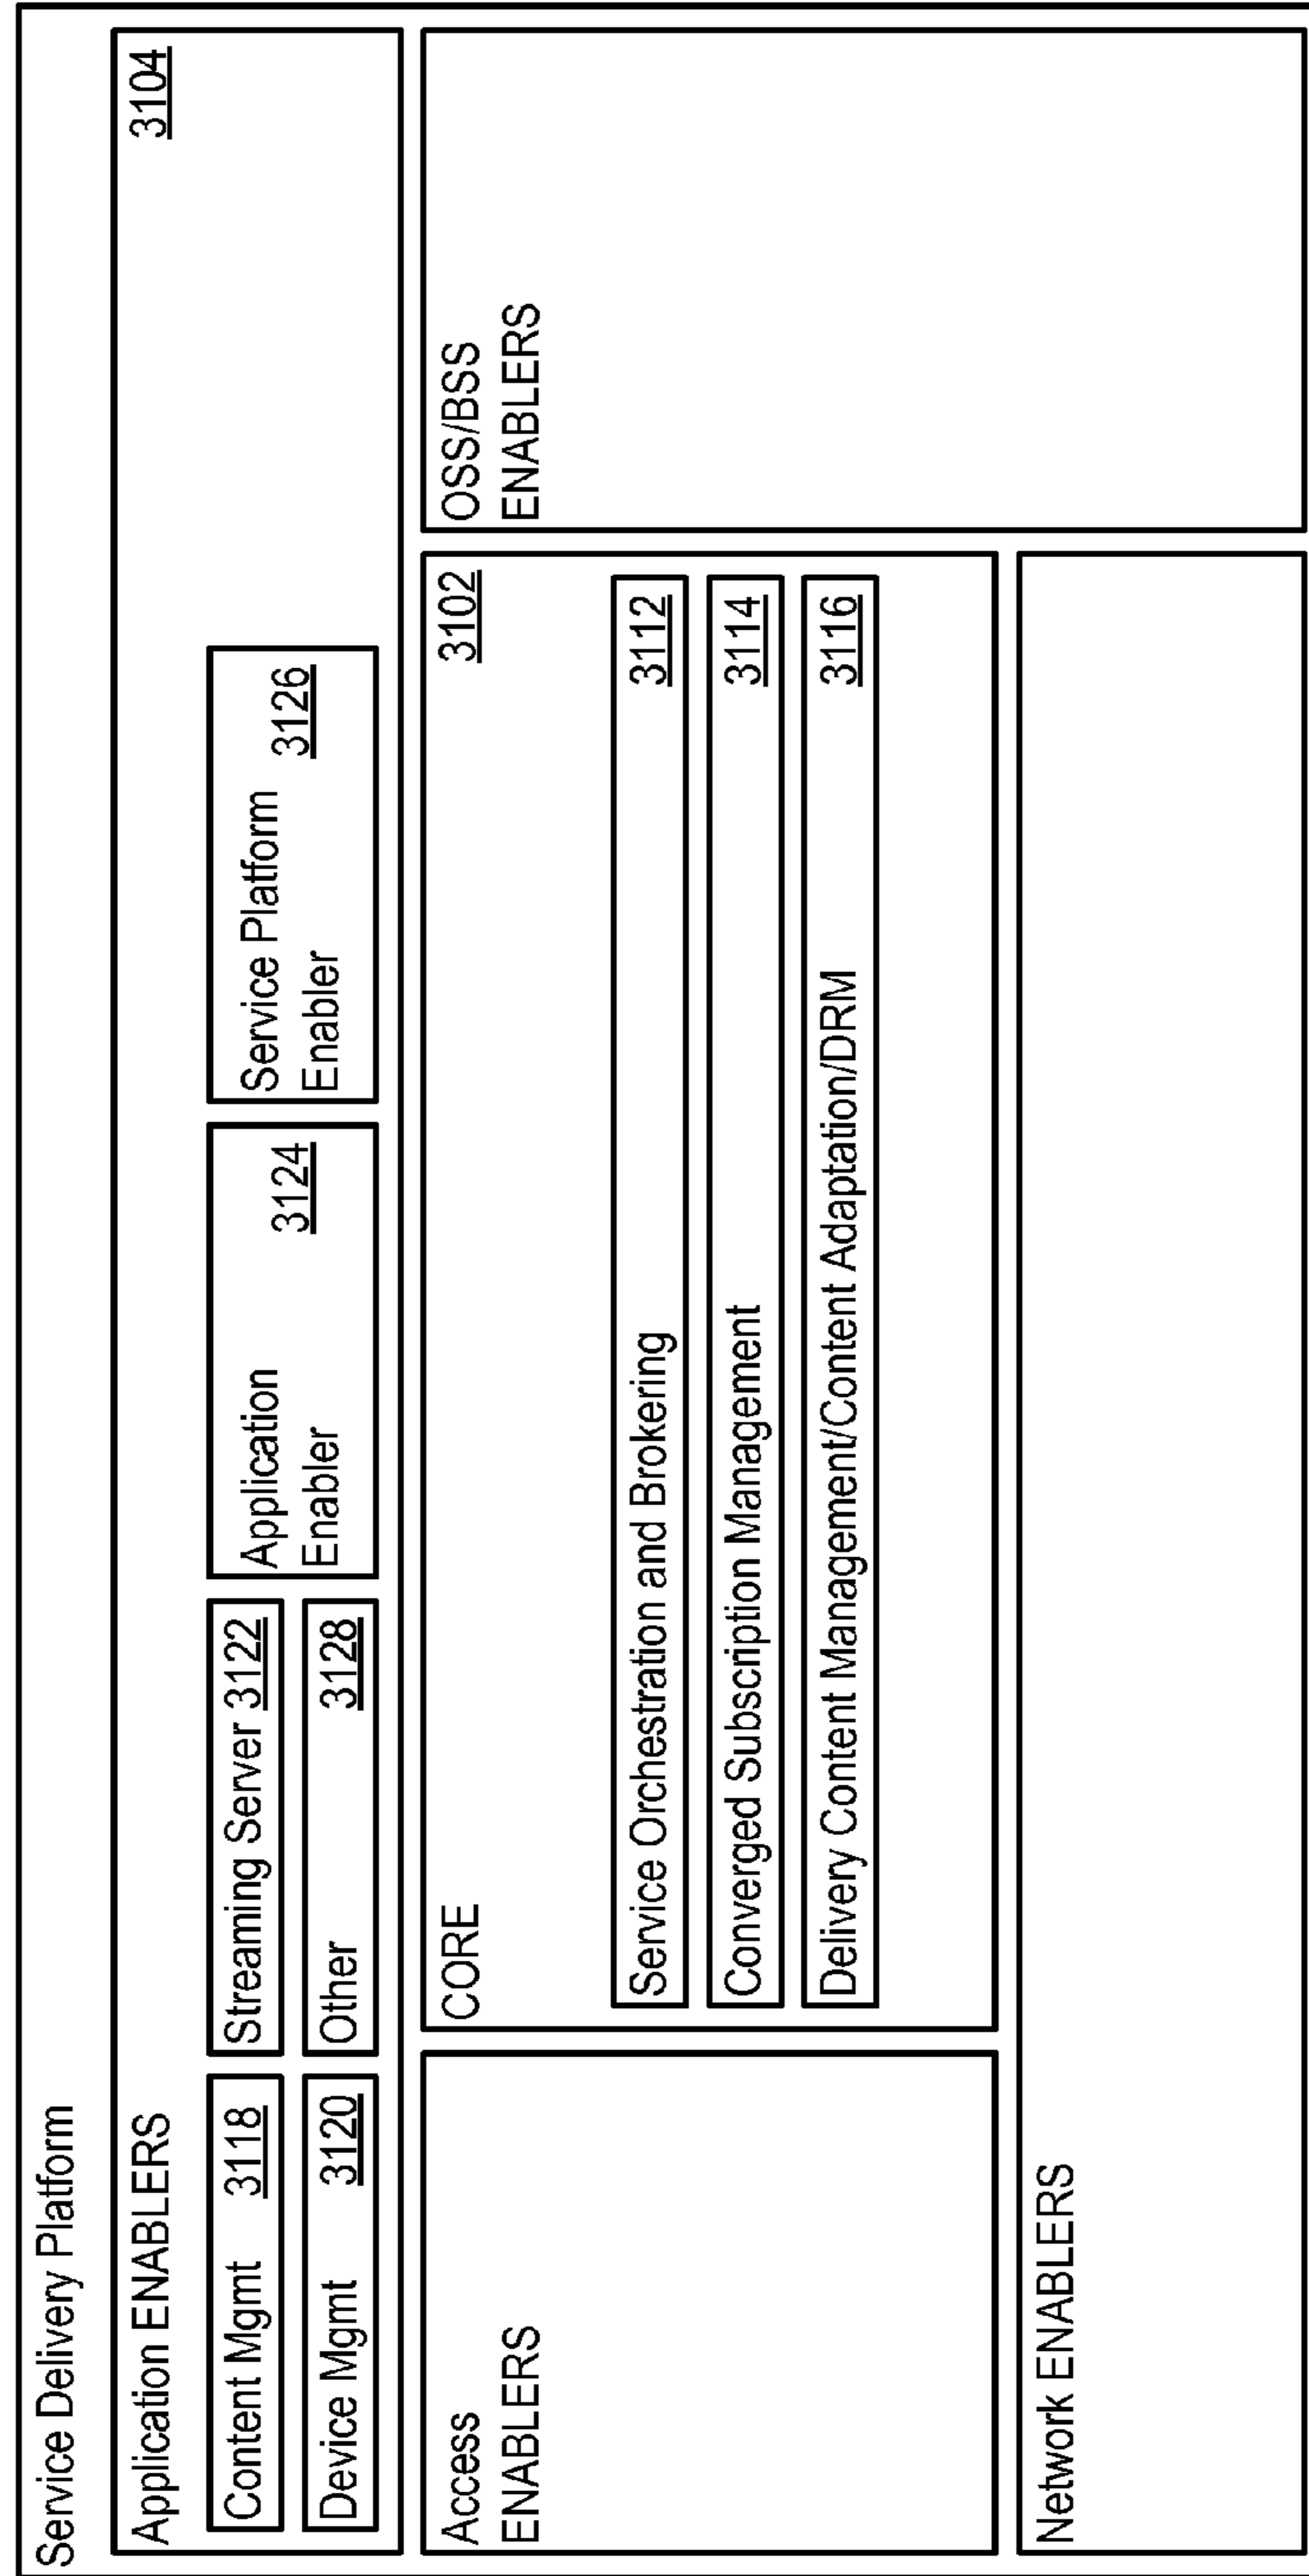 Service Delivery Platform
Application ENABLERS
3104
Content Mgmt 3118
Streaming Server 3122
Device Mgmt 3120
Other 3128
Application
Enabler
3124
Service Platform
Enabler
3126
Access
ENABLERS
CORE
3102
Service Orchestration and Brokering 3112
Converged Subscription Management 3114
Delivery Content Management/Content Adaptation/DRM 3116
OSS/BSS
ENABLERS
Network ENABLERS